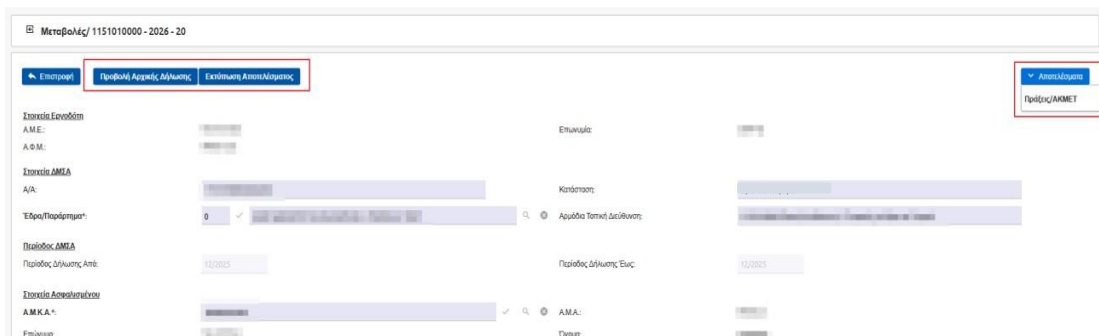 Μεταβολές/ 1151010000 - 2026 - 20
Επιστροφή Προβολή Αρχικής Δήλωσης Εκτύπωση Αποτελέσματος Αποτελέσματα
Πράξεις/ΑΚΜΕΤ
Στοιχεία Εργοδότη
Α.Μ.Ε.: Επωνυμία:
Α.Φ.Μ.:
Στοιχεία ΔΜΣΑ
Α/Α: Κατάσταση:
Έδρα/Παράρτημα*: 0 Αρμόδια Τοπική Διεύθυνση:
Περίοδος ΔΜΣΑ
Περίοδος Δήλωσης Από: 12/2025 Περίοδος Δήλωσης Έως: 12/2025
Στοιχεία Ασφαλισμένου
Α.Μ.Κ.Α.*: Α.Μ.Α.:
Επώνυμο: Όνομα: